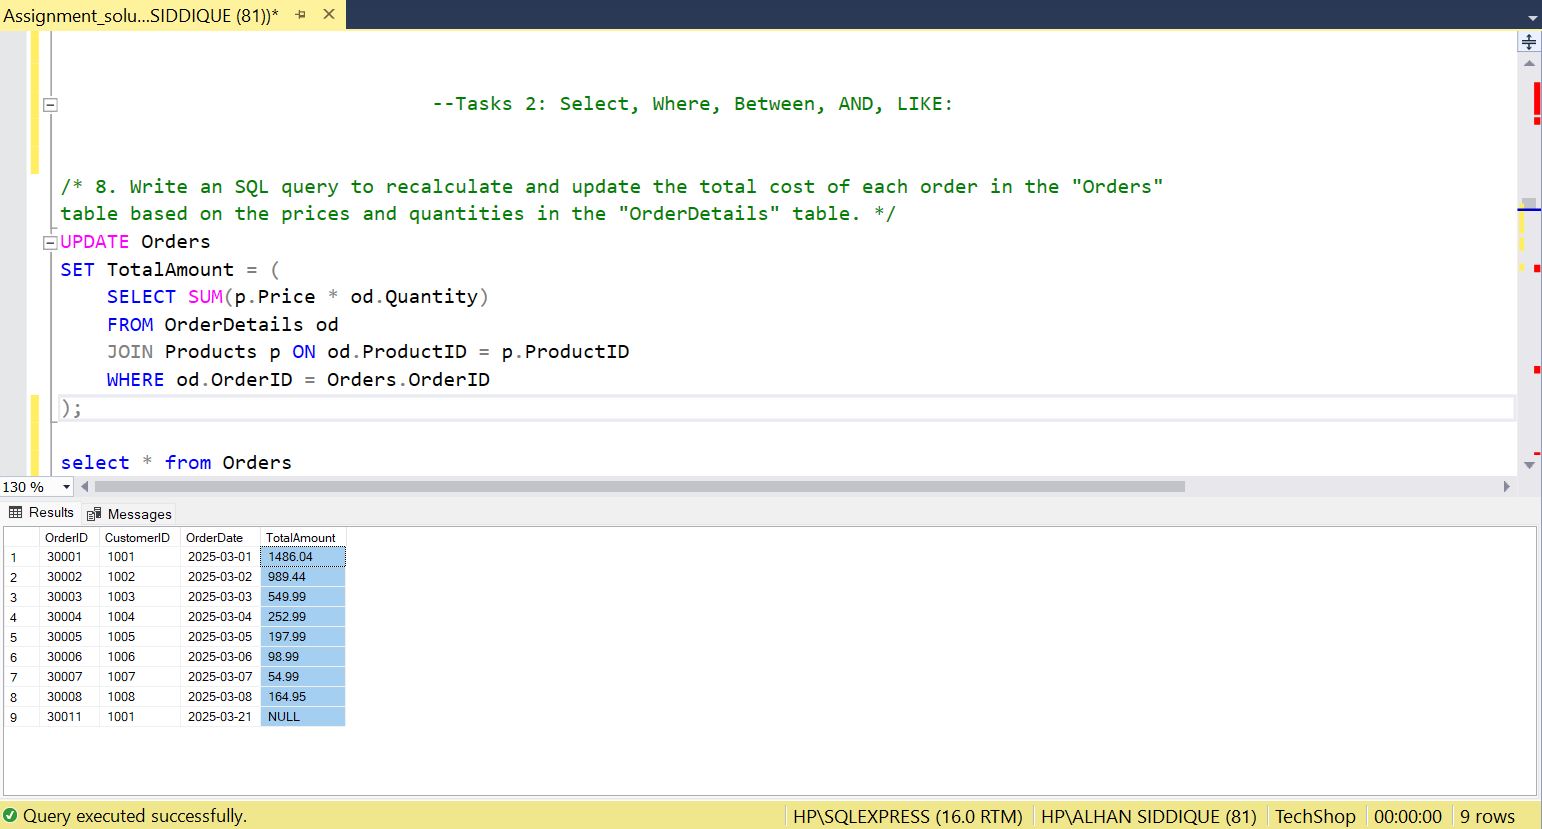 Assignment_solu...SIDDIQUE (81))*
--Tasks 2: Select, Where, Between, AND, LIKE:
/* 8. Write an SQL query to recalculate and update the total cost of each order in the "Orders"
table based on the prices and quantities in the "OrderDetails" table. */
UPDATE Orders
SET TotalAmount = (
SELECT SUM(p.Price * od.Quantity)
FROM OrderDetails od
JOIN Products p ON od.ProductID = p.ProductID
WHERE od.OrderID = Orders.OrderID
);
select * from Orders
130 %
Results Messages
OrderID CustomerID OrderDate TotalAmount
1 30001 1001 2025-03-01 1486.04
2 30002 1002 2025-03-02 989.44
3 30003 1003 2025-03-03 549.99
4 30004 1004 2025-03-04 252.99
5 30005 1005 2025-03-05 197.99
6 30006 1006 2025-03-06 98.99
7 30007 1007 2025-03-07 54.99
8 30008 1008 2025-03-08 164.95
9 30011 1001 2025-03-21 NULL
Query executed successfully. HP\SQLEXPRESS (16.0 RTM) HP\ALHAN SIDDIQUE (81) TechShop 00:00:00 9 rows